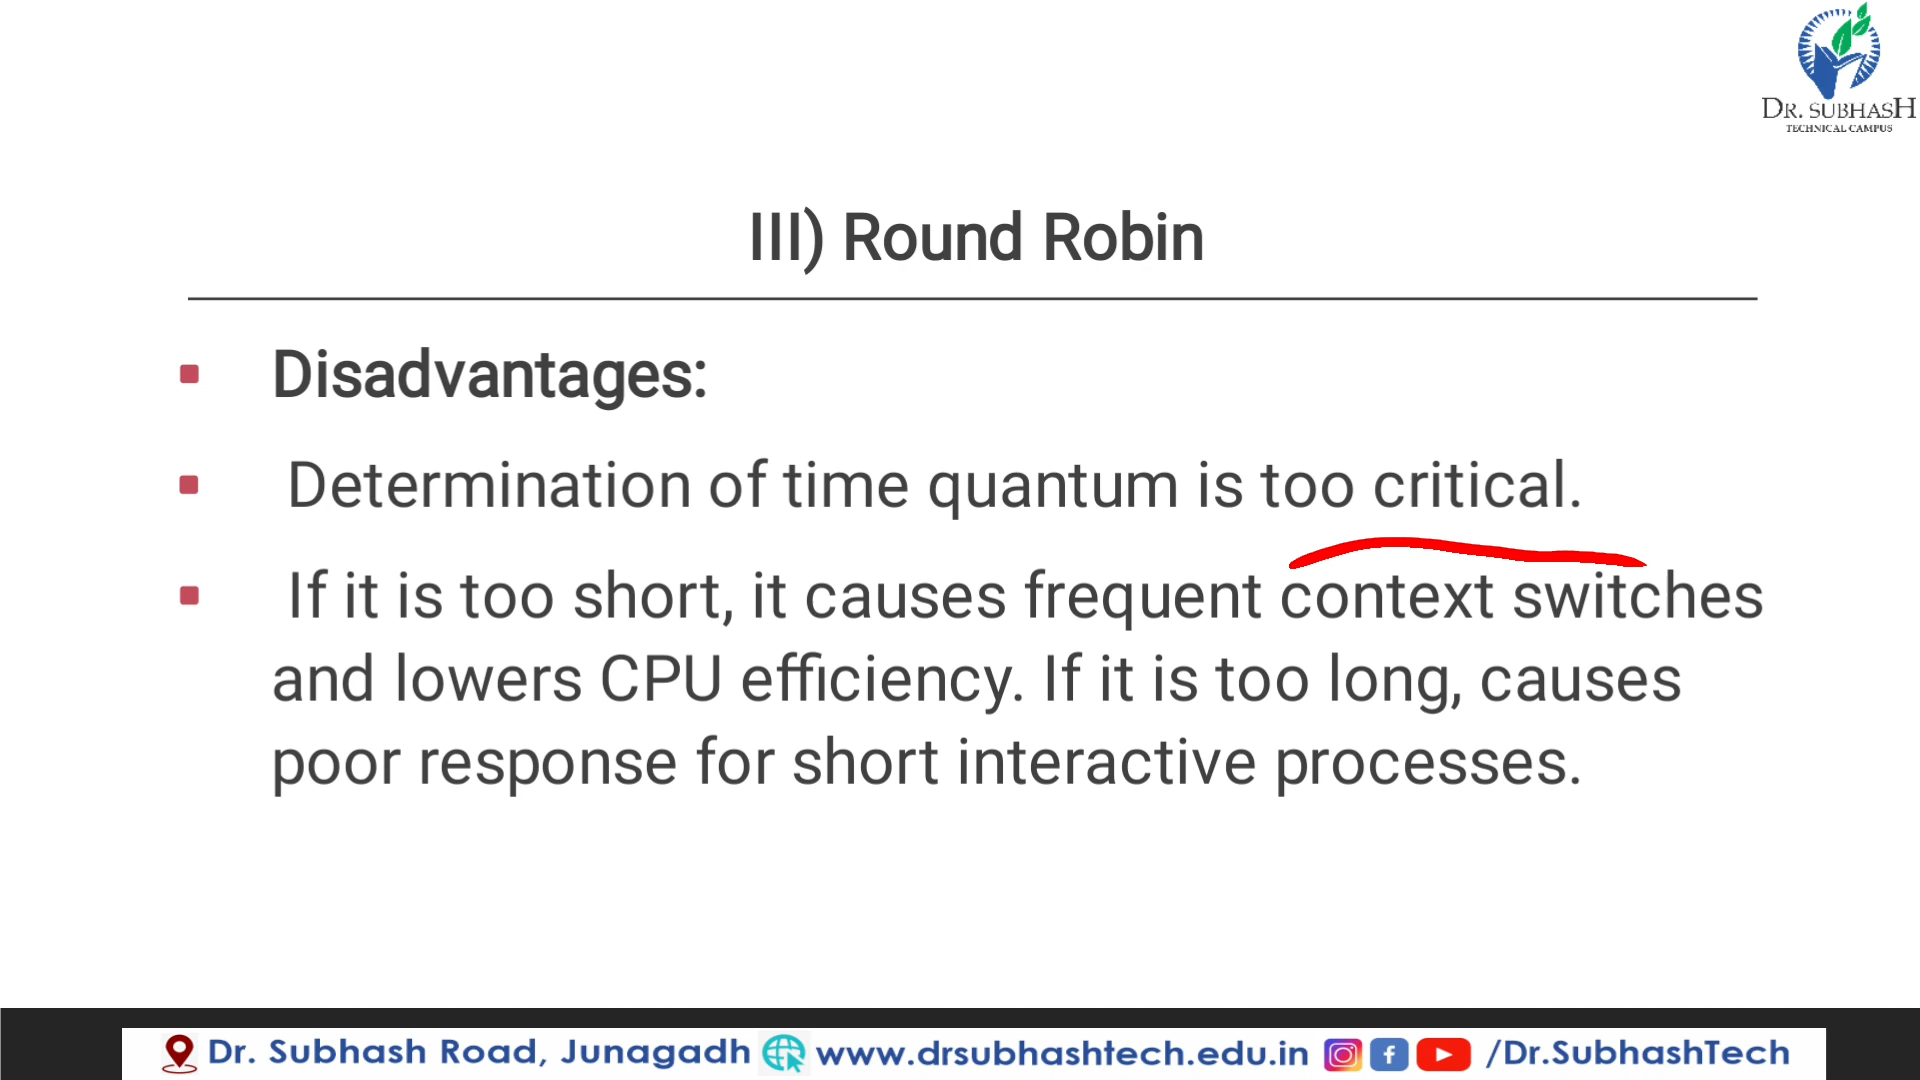 DR. SUBHASH
TECHNICAL CAMPUS
III) Round Robin
Disadvantages:
Determination of time quantum is too critical.
If it is too short, it causes frequent context switches
and lowers CPU efficiency. If it is too long, causes
poor response for short interactive processes.
Dr. Subhash Road, Junagadh www.drsubhashtech.edu.in /Dr.SubhashTech